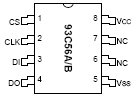 CS 1 8 VCC
CLK 2 7 NC
DI 3 6 NC
DO 4 5 VSS
93C56A/B